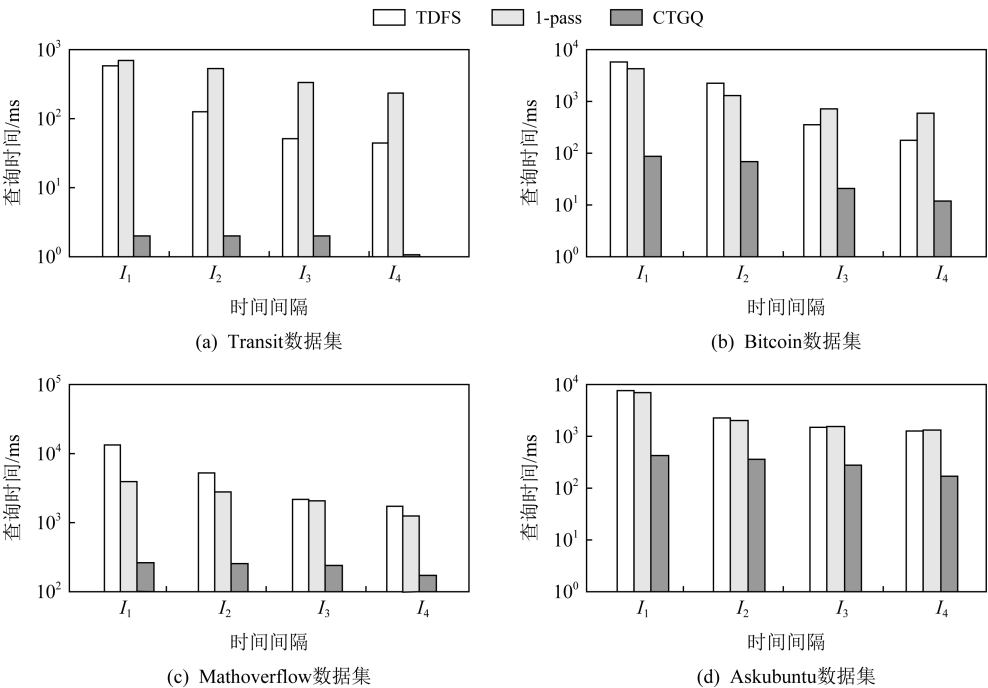 TDFS 1-pass CTGQ
10³
10²
10¹
10⁰
查询时间/ms
I₁ I₂ I₃ I₄
时间间隔
(a) Transit数据集
10⁴
10³
10²
10¹
10⁰
查询时间/ms
I₁ I₂ I₃ I₄
时间间隔
(b) Bitcoin数据集
10⁵
10⁴
10³
10²
查询时间/ms
I₁ I₂ I₃ I₄
时间间隔
(c) Mathoverflow数据集
10⁴
10³
10²
10¹
10⁰
查询时间/ms
I₁ I₂ I₃ I₄
时间间隔
(d) Askubuntu数据集